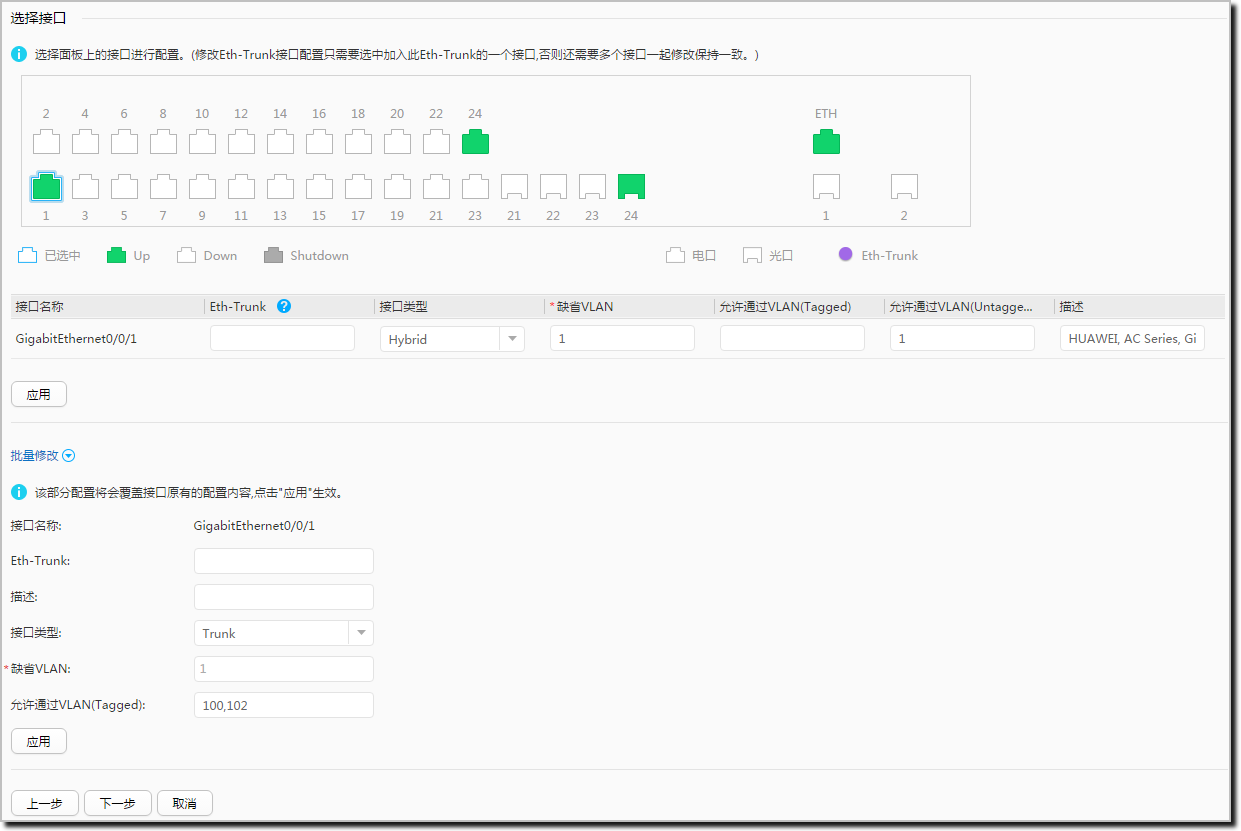 选择接口
选择面板上的接口进行配置。(修改Eth-Trunk接口配置只需要选中加入此Eth-Trunk的一个接口,否则还需要多个接口一起修改保持一致。)
2 4 6 8 10 12 14 16 18 20 22 24 ETH
1 3 5 7 9 11 13 15 17 19 21 23 21 22 23 24 1 2
已选中 Up Down Shutdown 电口 光口 Eth-Trunk
接口名称 Eth-Trunk ? 接口类型 *缺省VLAN 允许通过VLAN(Tagged) 允许通过VLAN(Untagge... 描述
GigabitEthernet0/0/1 Hybrid 1 1 HUAWEI, AC Series, Gi
应用
批量修改
该部分配置将会覆盖接口原有的配置内容,点击"应用"生效。
接口名称: GigabitEthernet0/0/1
Eth-Trunk:
描述:
接口类型: Trunk
*缺省VLAN: 1
允许通过VLAN(Tagged): 100,102
应用
上一步 下一步 取消